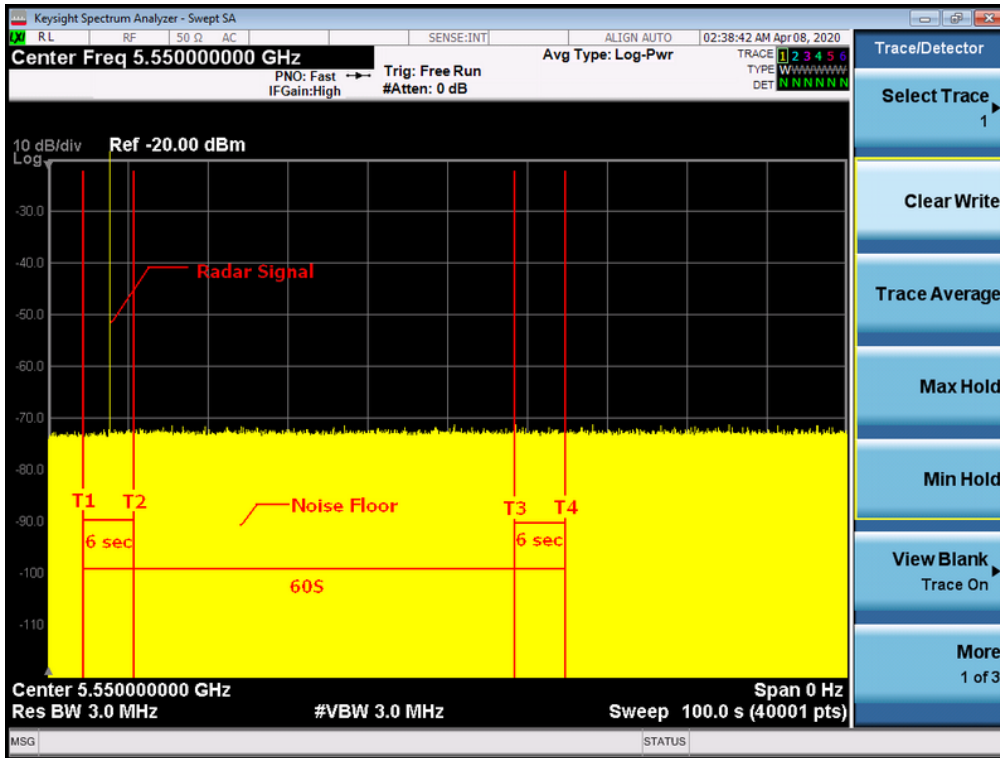 Keysight Spectrum Analyzer - Swept SA
LXI RL RF 50 Ω AC SENSE:INT ALIGN AUTO 02:38:42 AM Apr 08, 2020
Center Freq 5.550000000 GHz
PNO: Fast
IFGain:High
Trig: Free Run
#Atten: 0 dB
Avg Type: Log-Pwr
TRACE 1 2 3 4 5 6
TYPE WWWWWW
DET N N N N N N
10 dB/div
Log
Ref -20.00 dBm
-30.0
-40.0
Radar Signal
-50.0
-60.0
-70.0
-80.0
T1 T2 Noise Floor T3 T4
-90.0
6 sec 6 sec
-100
60S
-110
Center 5.550000000 GHz Span 0 Hz
Res BW 3.0 MHz #VBW 3.0 MHz Sweep 100.0 s (40001 pts)
MSG STATUS
Trace/Detector
Select Trace
1
Clear Write
Trace Average
Max Hold
Min Hold
View Blank
Trace On
More
1 of 3